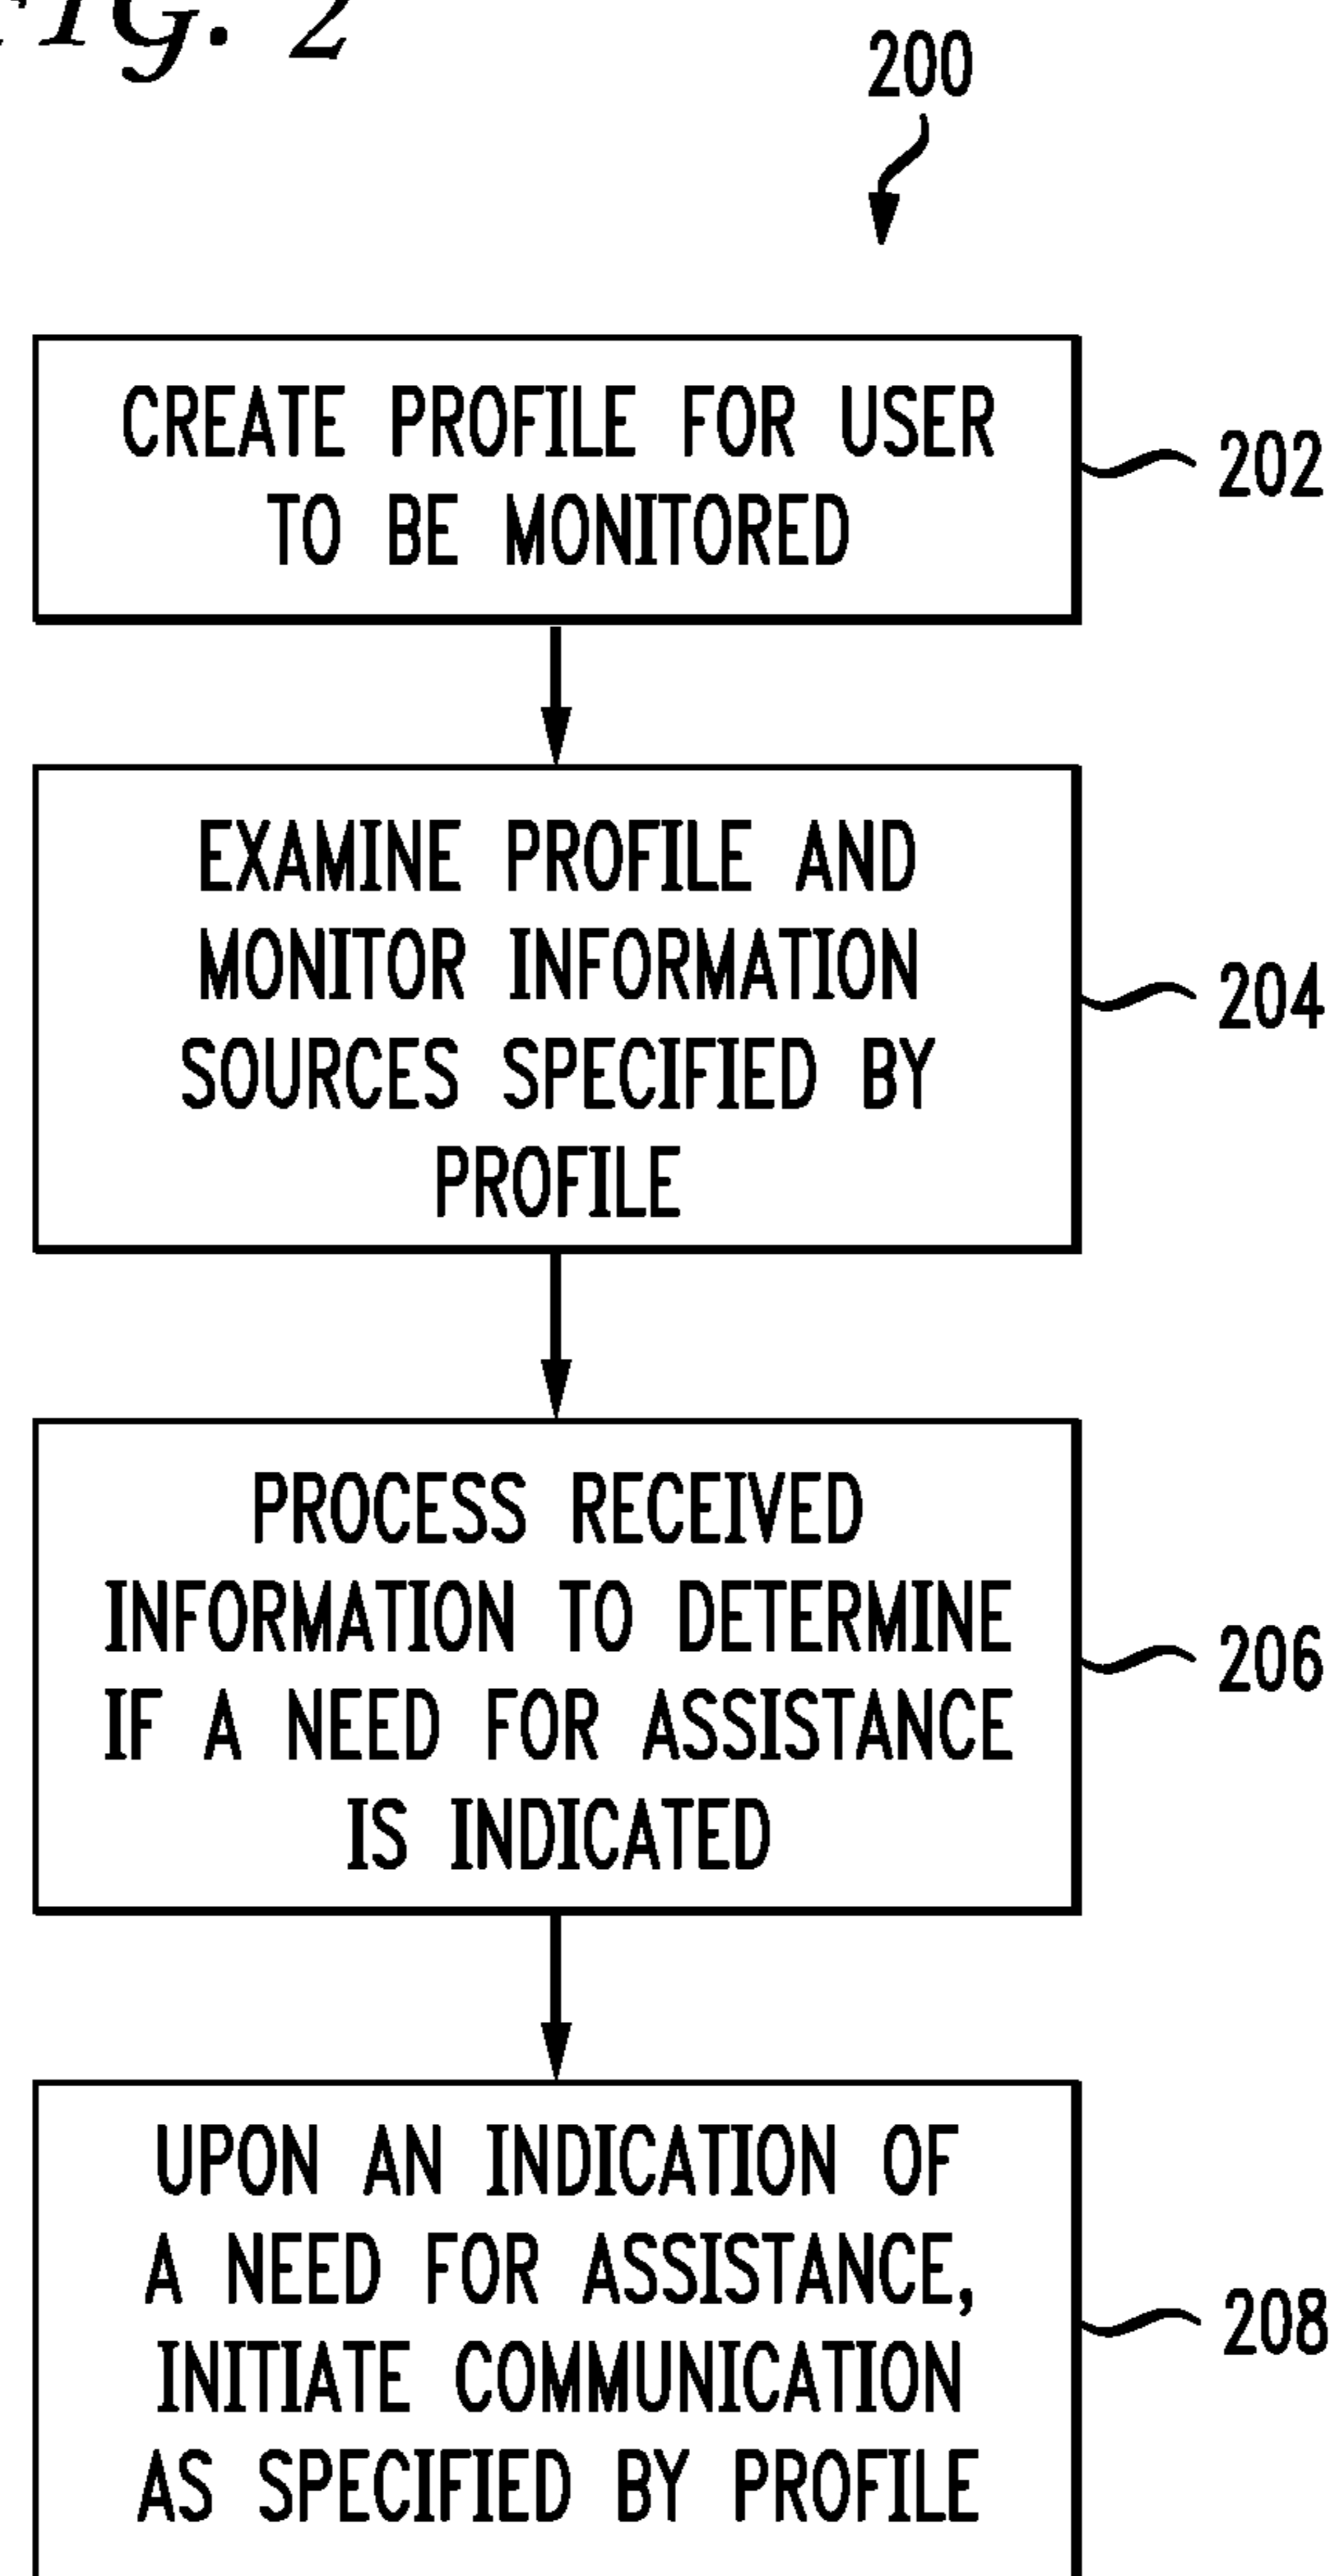 FIG. 2
200
CREATE PROFILE FOR USER
TO BE MONITORED
202
EXAMINE PROFILE AND
MONITOR INFORMATION
SOURCES SPECIFIED BY
PROFILE
204
PROCESS RECEIVED
INFORMATION TO DETERMINE
IF A NEED FOR ASSISTANCE
IS INDICATED
206
UPON AN INDICATION OF
A NEED FOR ASSISTANCE,
INITIATE COMMUNICATION
AS SPECIFIED BY PROFILE
208